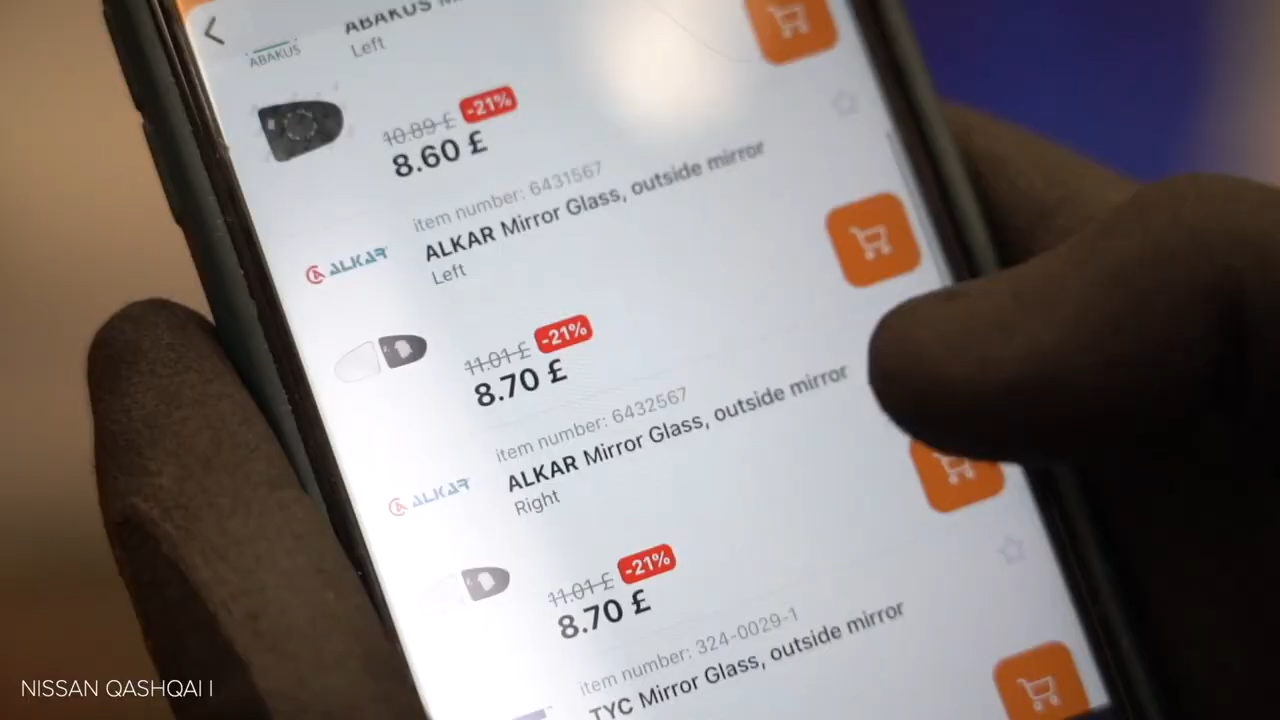 ABAKUS
ABAKUS
Left
10.89 £ -21%
8.60 £
item number: 6431567
ALKAR Mirror Glass, outside mirror
Left
ALKAR
11.01 £ -21%
8.70 £
item number: 6432567
ALKAR Mirror Glass, outside mirror
Right
ALKAR
11.01 £ -21%
8.70 £
item number: 324-0029-1
TYC Mirror Glass, outside mirror
NISSAN QASHQAI I